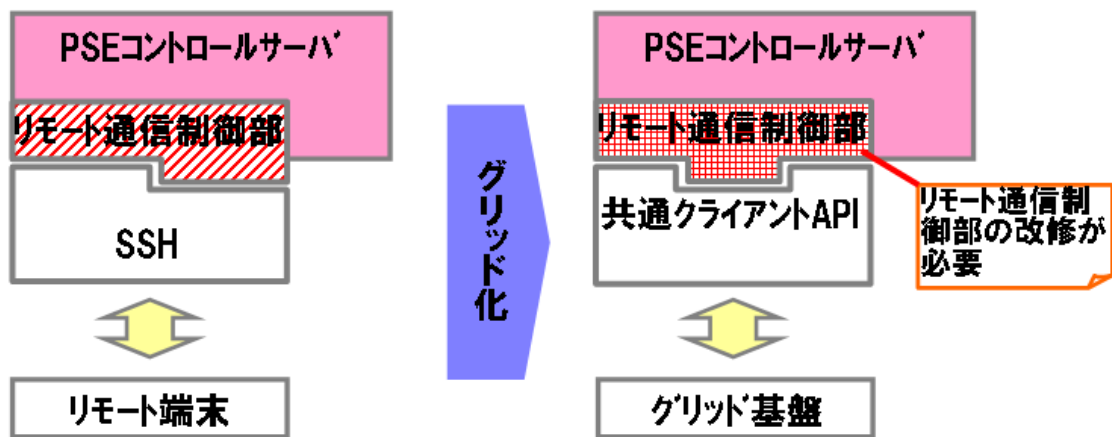 PSEコントロールサーバ
リモート通信制御部
SSH
リモート端末
グリッド化
PSEコントロールサーバ
リモート通信制御部
共通クライアントAPI
グリッド基盤
リモート通信制
御部の改修が
必要